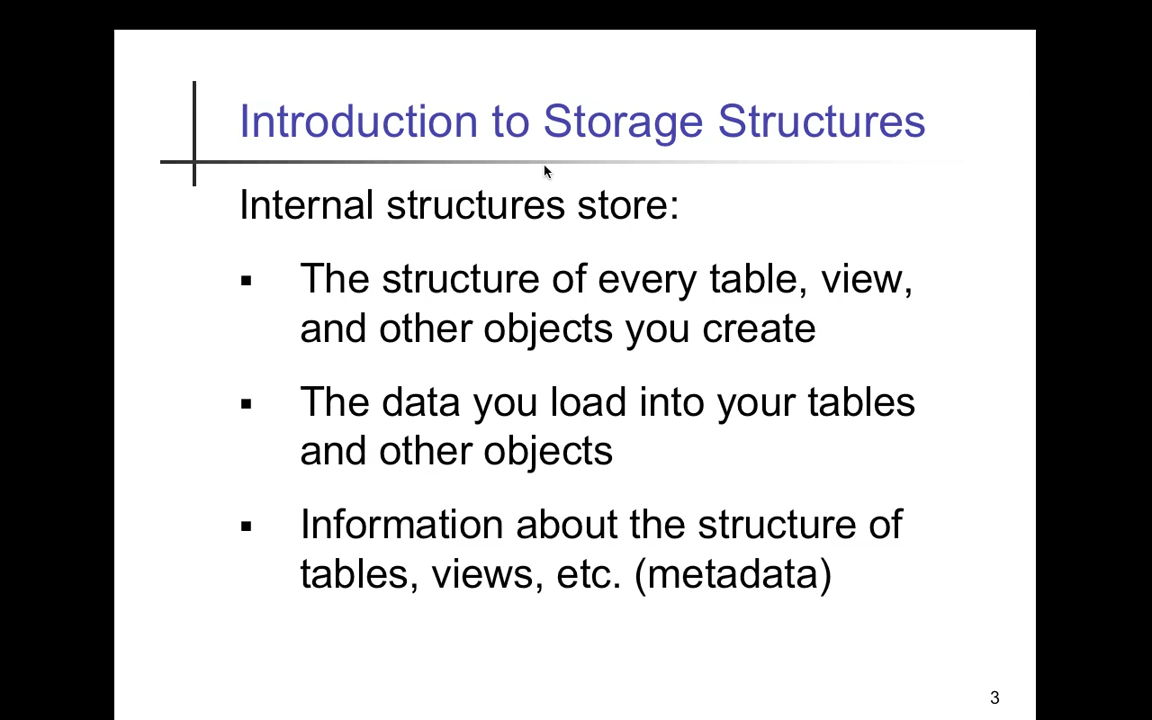 Introduction to Storage Structures
Internal structures store:
▪ The structure of every table, view,
and other objects you create
▪ The data you load into your tables
and other objects
▪ Information about the structure of
tables, views, etc. (metadata)
3